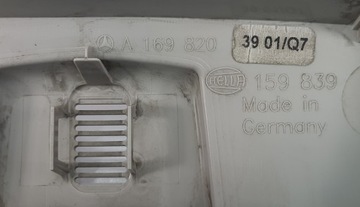 A 169 820
39 01/Q7
HELLA 159 839
Made in
Germany